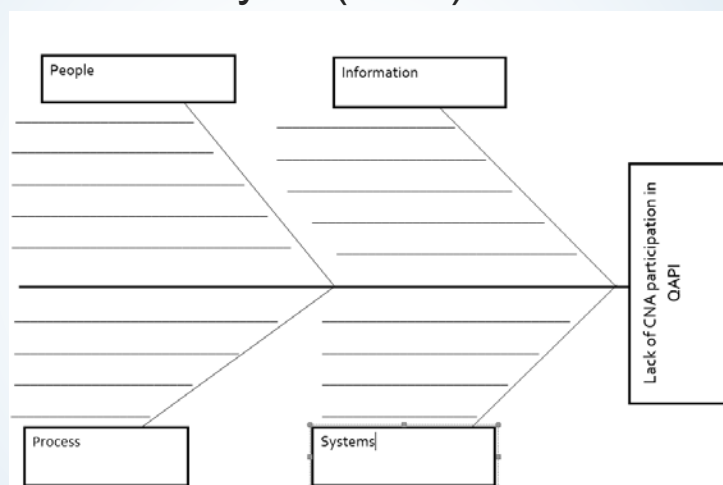 People
Information
Lack of CNA participation in
QAPI
Process
Systems